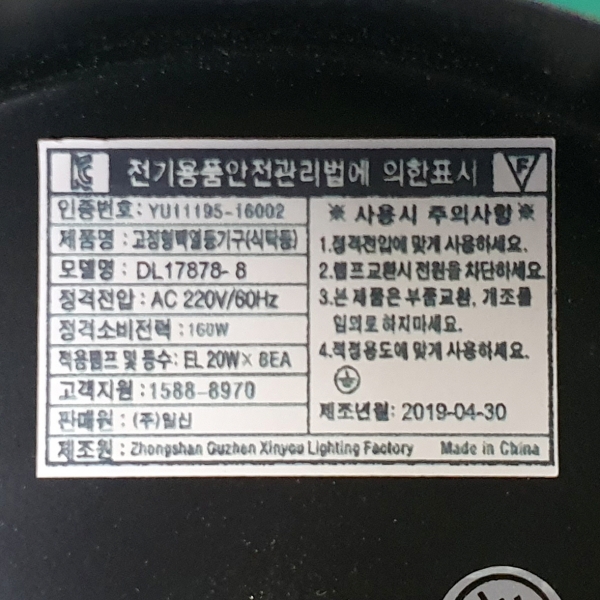 전기용품안전관리법에 의한표시
인증번호: YU11195-16002
제품명 : 고정형백열등기구(식탁등)
모델명 : DL17878- 8
정격전압 : AC 220V/60Hz
정격소비전력 : 160W
적용램프 및 등수: EL 20W× 8EA
고객지원 : 1588-8970
판매원 : (주)일신
※ 사용시 주의사항 ※
1.정격전압에 맞게 사용하세요.
2.램프교환시 전원을 차단하세요.
3.본 제품은 부품교환, 개조를
임의로 하지마세요.
4.적정용도에 맞게 사용하세요.
제조년월: 2019-04-30
제조원 : Zhongshan Guzhen Xinyou Lighting Factory Made in China